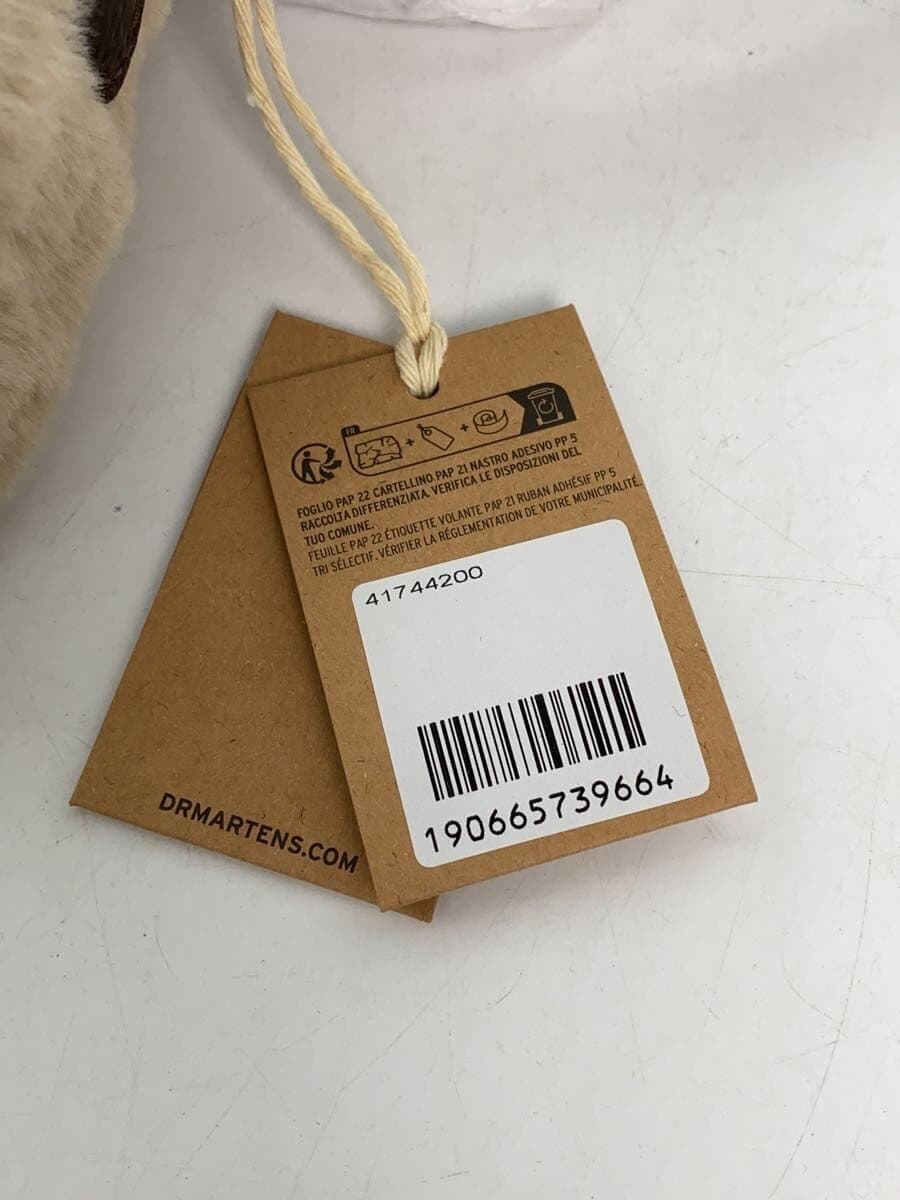 FR
FOGLIO PAP 22 CARTELLINO PAP 21 NASTRO ADESIVO PP 5
RACCOLTA DIFFERENZIATA. VERIFICA LE DISPOSIZIONI DEL
TUO COMUNE.
FEUILLE PAP 22 ÉTIQUETTE VOLANTE PAP 21 RUBAN ADHÉSIF PP 5
TRI SÉLECTIF. VÉRIFIER LA RÉGLEMENTATION DE VOTRE MUNICIPALITÉ.
41744200
190665739664
DRMARTENS.COM